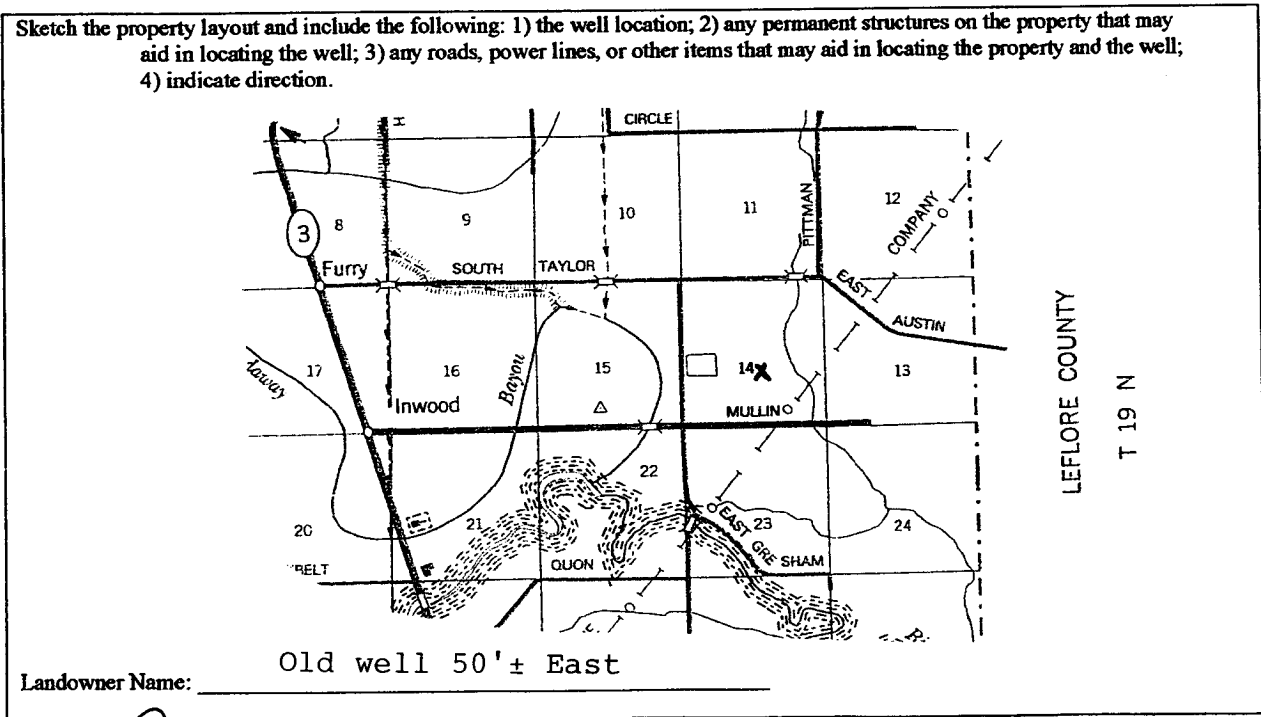 Sketch the property layout and include the following: 1) the well location; 2) any permanent structures on the property that may
aid in locating the well; 3) any roads, power lines, or other items that may aid in locating the property and the well;
4) indicate direction.
H
CIRCLE
PITTMAN
12
11
10
9
8
3
COMPANY
Furry
SOUTH TAYLOR
EAST
AUSTIN
17
16
Bayou
15
14X
13
Inwood
MULLIN
LEFLORE COUNTY
T 19 N
22
20
21
EAST GRE SHAM
23
24
BELT
QUON
Old well 50'± East
Landowner Name: